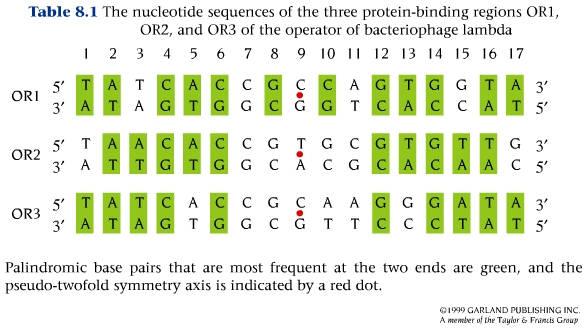 Table 8.1 The nucleotide sequences of the three protein-binding regions OR1,
OR2, and OR3 of the operator of bacteriophage lambda
1 2 3 4 5 6 7 8 9 10 11 12 13 14 15 16 17
OR1
5′ T A T C A C C G C C A G T G G T A 3′
3′ A T A G T G G C G G T C A C C A T 5′
OR2
5′ T A A C A C C G T G C G T G T T G 3′
3′ A T T G T G G C A C G C A C A A C 5′
OR3
5′ T A T C A C C G C A A G G G A T A 3′
3′ A T A G T G G C G T T C C C T A T 5′
Palindromic base pairs that are most frequent at the two ends are green, and the
pseudo-twofold symmetry axis is indicated by a red dot.
©1999 GARLAND PUBLISHING INC.
A member of the Taylor & Francis Group